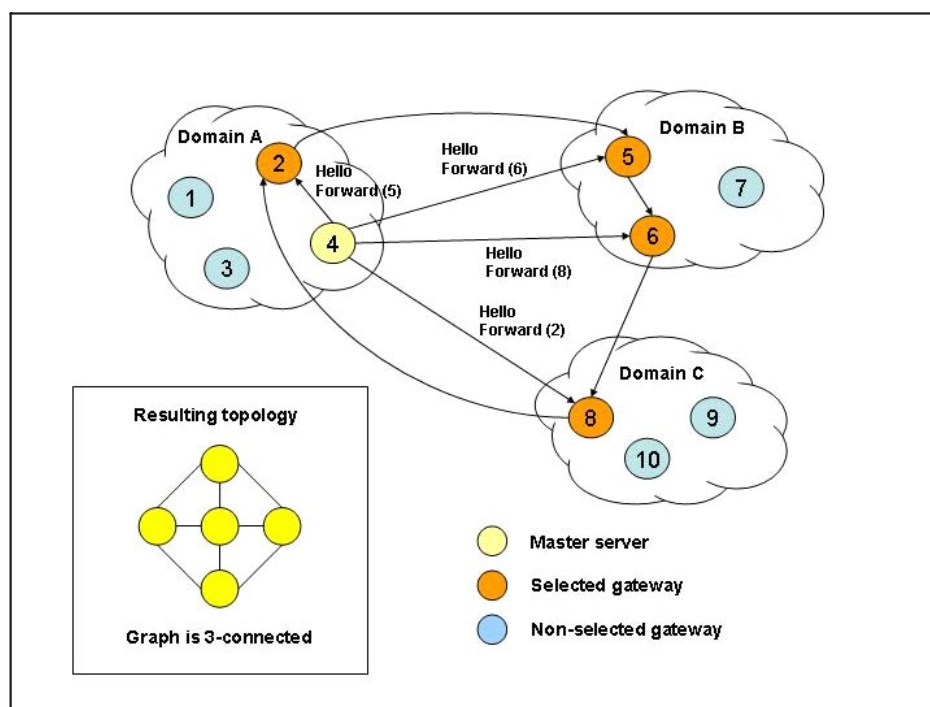 Domain A
2
1
3
4
Hello
Forward (5)
Hello
Forward (6)
Domain B
5
7
6
Hello
Forward (8)
Hello
Forward (2)
Domain C
8
9
10
Resulting topology
Graph is 3-connected
Master server
Selected gateway
Non-selected gateway